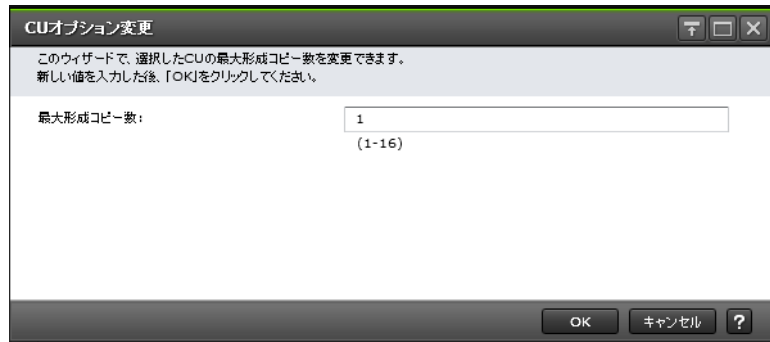 CUオプション変更
このウィザードで、選択したCUの最大形成コピー数を変更できます。
新しい値を入力した後、「OK」をクリックしてください。
最大形成コピー数:
1
(1-16)
OK
キャンセル
?